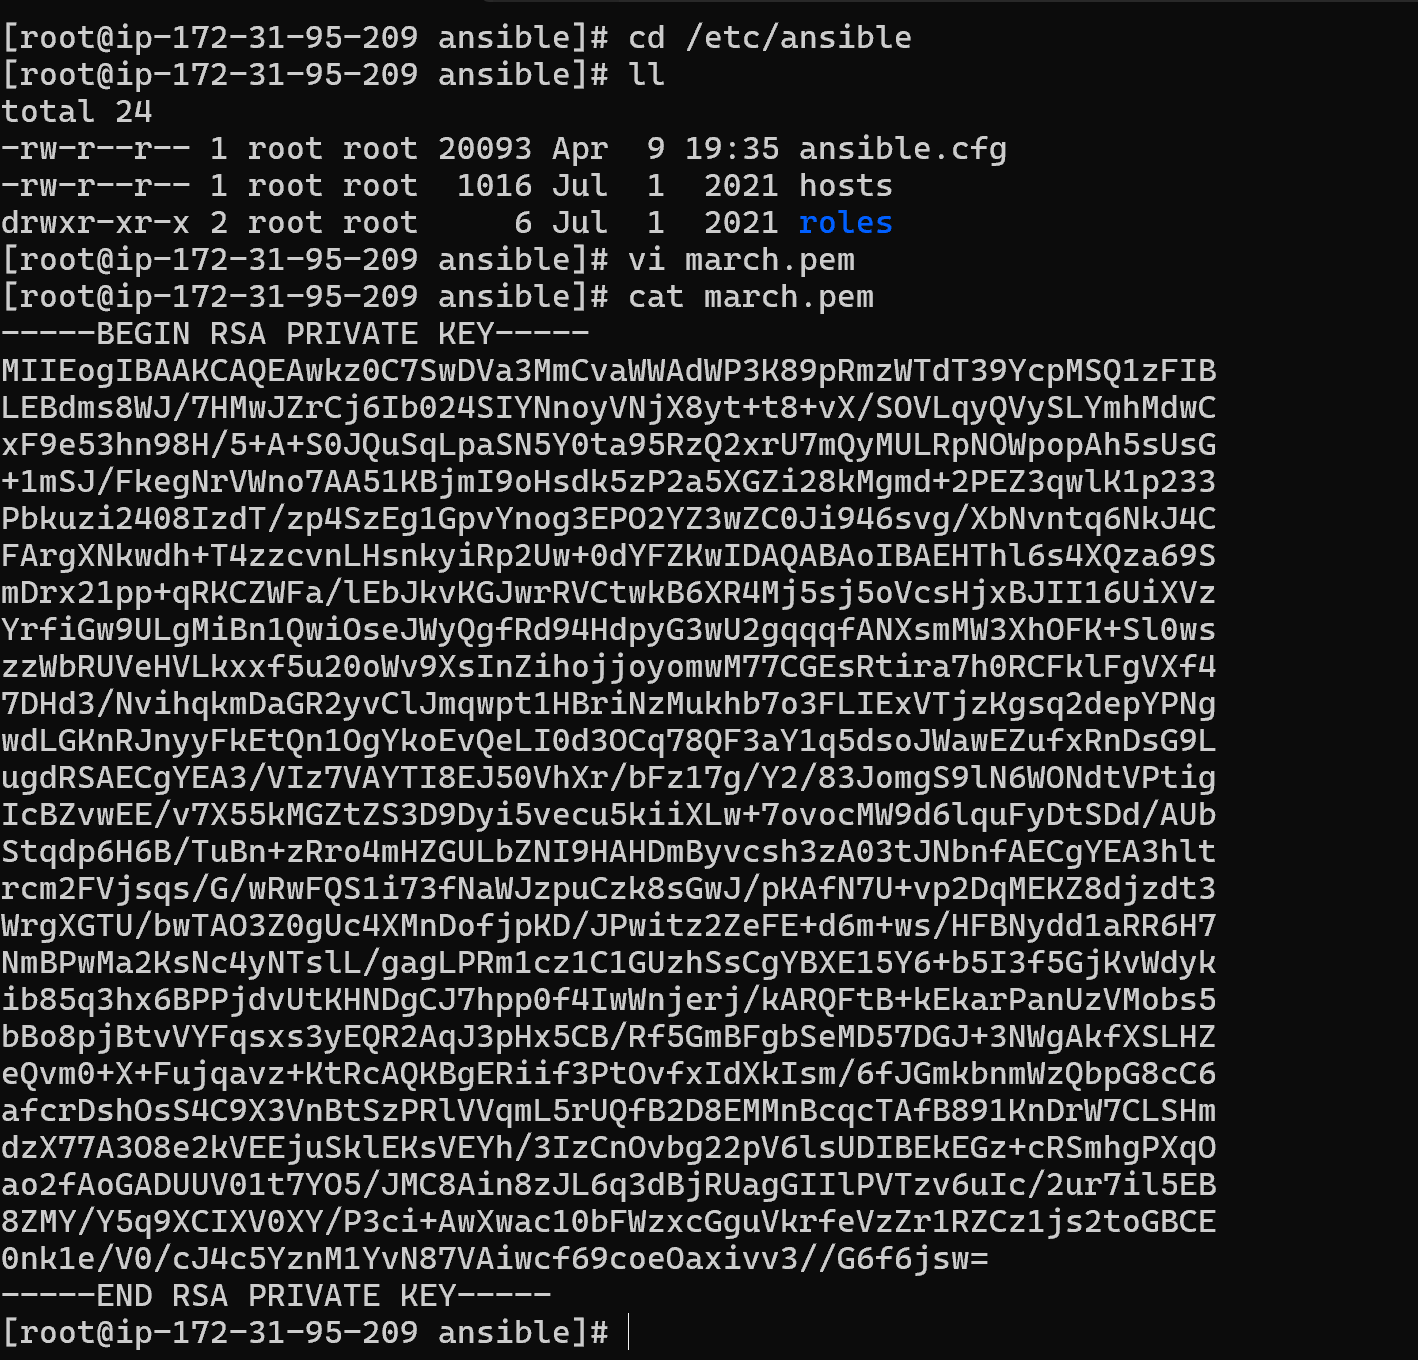 [root@ip-172-31-95-209 ansible]# cd /etc/ansible
[root@ip-172-31-95-209 ansible]# ll
total 24
-rw-r--r-- 1 root root 20093 Apr  9 19:35 ansible.cfg
-rw-r--r-- 1 root root  1016 Jul  1  2021 hosts
drwxr-xr-x 2 root root     6 Jul  1  2021 roles
[root@ip-172-31-95-209 ansible]# vi march.pem
[root@ip-172-31-95-209 ansible]# cat march.pem
-----BEGIN RSA PRIVATE KEY-----
MIIEogIBAAKCAQEAwkz0C7SwDVa3MmCvaWWAdWP3K89pRmzWTdT39YcpMSQ1zFIB
LEBdms8WJ/7HMwJZrCj6Ib024SIYNnoyVNjX8yt+t8+vX/SOVLqyQVySLYmhMdwC
xF9e53hn98H/5+A+S0JQuSqLpaSN5Y0ta95RzQ2xrU7mQyMULRpNOWpopAh5sUsG
+1mSJ/FkegNrVWno7AA51KBjmI9oHsdk5zP2a5XGZi28kMgmd+2PEZ3qwlK1p233
Pbkuzi2408IzdT/zp4SzEg1GpvYnog3EPO2YZ3wZC0Ji946svg/XbNvntq6NkJ4C
FArgXNkwdh+T4zzcvnLHsnkyiRp2Uw+0dYFZKwIDAQABAoIBAEHThl6s4XQza69S
mDrx21pp+qRKCZWFa/lEbJkvKGJwrRVCtwkB6XR4Mj5sj5oVcsHjxBJII16UiXVz
YrfiGw9ULgMiBn1QwiOseJWyQgfRd94HdpyG3wU2gqqqfANXsmMW3XhOFK+Sl0ws
zzWbRUVeHVLkxxf5u20oWv9XsInZihojjoyomwM77CGEsRtira7h0RCFklFgVXf4
7DHd3/NvihqkmDaGR2yvClJmqwpt1HBriNzMukhb7o3FLIExVTjzKgsq2depYPNg
wdLGKnRJnyyFkEtQn1OgYkoEvQeLI0d3OCq78QF3aY1q5dsoJWawEZufxRnDsG9L
ugdRSAECgYEA3/VIz7VAYTI8EJ50VhXr/bFz17g/Y2/83JomgS9lN6WONdtVPtig
IcBZvwEE/v7X55kMGZtZS3D9Dyi5vecu5kiiXLw+7ovocMW9d6lquFyDtSDd/AUb
Stqdp6H6B/TuBn+zRro4mHZGULbZNI9HAHDmByvcsh3zA03tJNbnfAECgYEA3hlt
rcm2FVjsqs/G/wRwFQS1i73fNaWJzpuCzk8sGwJ/pKAfN7U+vp2DqMEKZ8djzdt3
WrgXGTU/bwTAO3Z0gUc4XMnDofjpKD/JPwitz2ZeFE+d6m+ws/HFBNydd1aRR6H7
NmBPwMa2KsNc4yNTslL/gagLPRm1cz1C1GUzhSsCgYBXE15Y6+b5I3f5GjKvWdyk
ib85q3hx6BPPjdvUtKHNDgCJ7hpp0f4IwWnjerj/kARQFtB+kEkarPanUzVMobs5
bBo8pjBtvVYFqsxs3yEQR2AqJ3pHx5CB/Rf5GmBFgbSeMD57DGJ+3NWgAkfXSLHZ
eQvm0+X+Fujqavz+KtRcAQKBgERiif3PtOvfxIdXkIsm/6fJGmkbnmWzQbpG8cC6
afcrDshOsS4C9X3VnBtSzPRlVVqmL5rUQfB2D8EMMnBcqcTAfB891KnDrW7CLSHm
dzX77A3O8e2kVEEjuSklEKsVEYh/3IzCnOvbg22pV6lsUDIBEkEGz+cRSmhgPXqO
ao2fAoGADUUV01t7YO5/JMC8Ain8zJL6q3dBjRUagGIIlPVTzv6uIc/2ur7il5EB
8ZMY/Y5q9XCIXV0XY/P3ci+AwXwac10bFWzxcGguVkrfeVzZr1RZCz1js2toGBCE
0nk1e/V0/cJ4c5YznM1YvN87VAiwcf69coeOaxivv3//G6f6jsw=
-----END RSA PRIVATE KEY-----
[root@ip-172-31-95-209 ansible]#